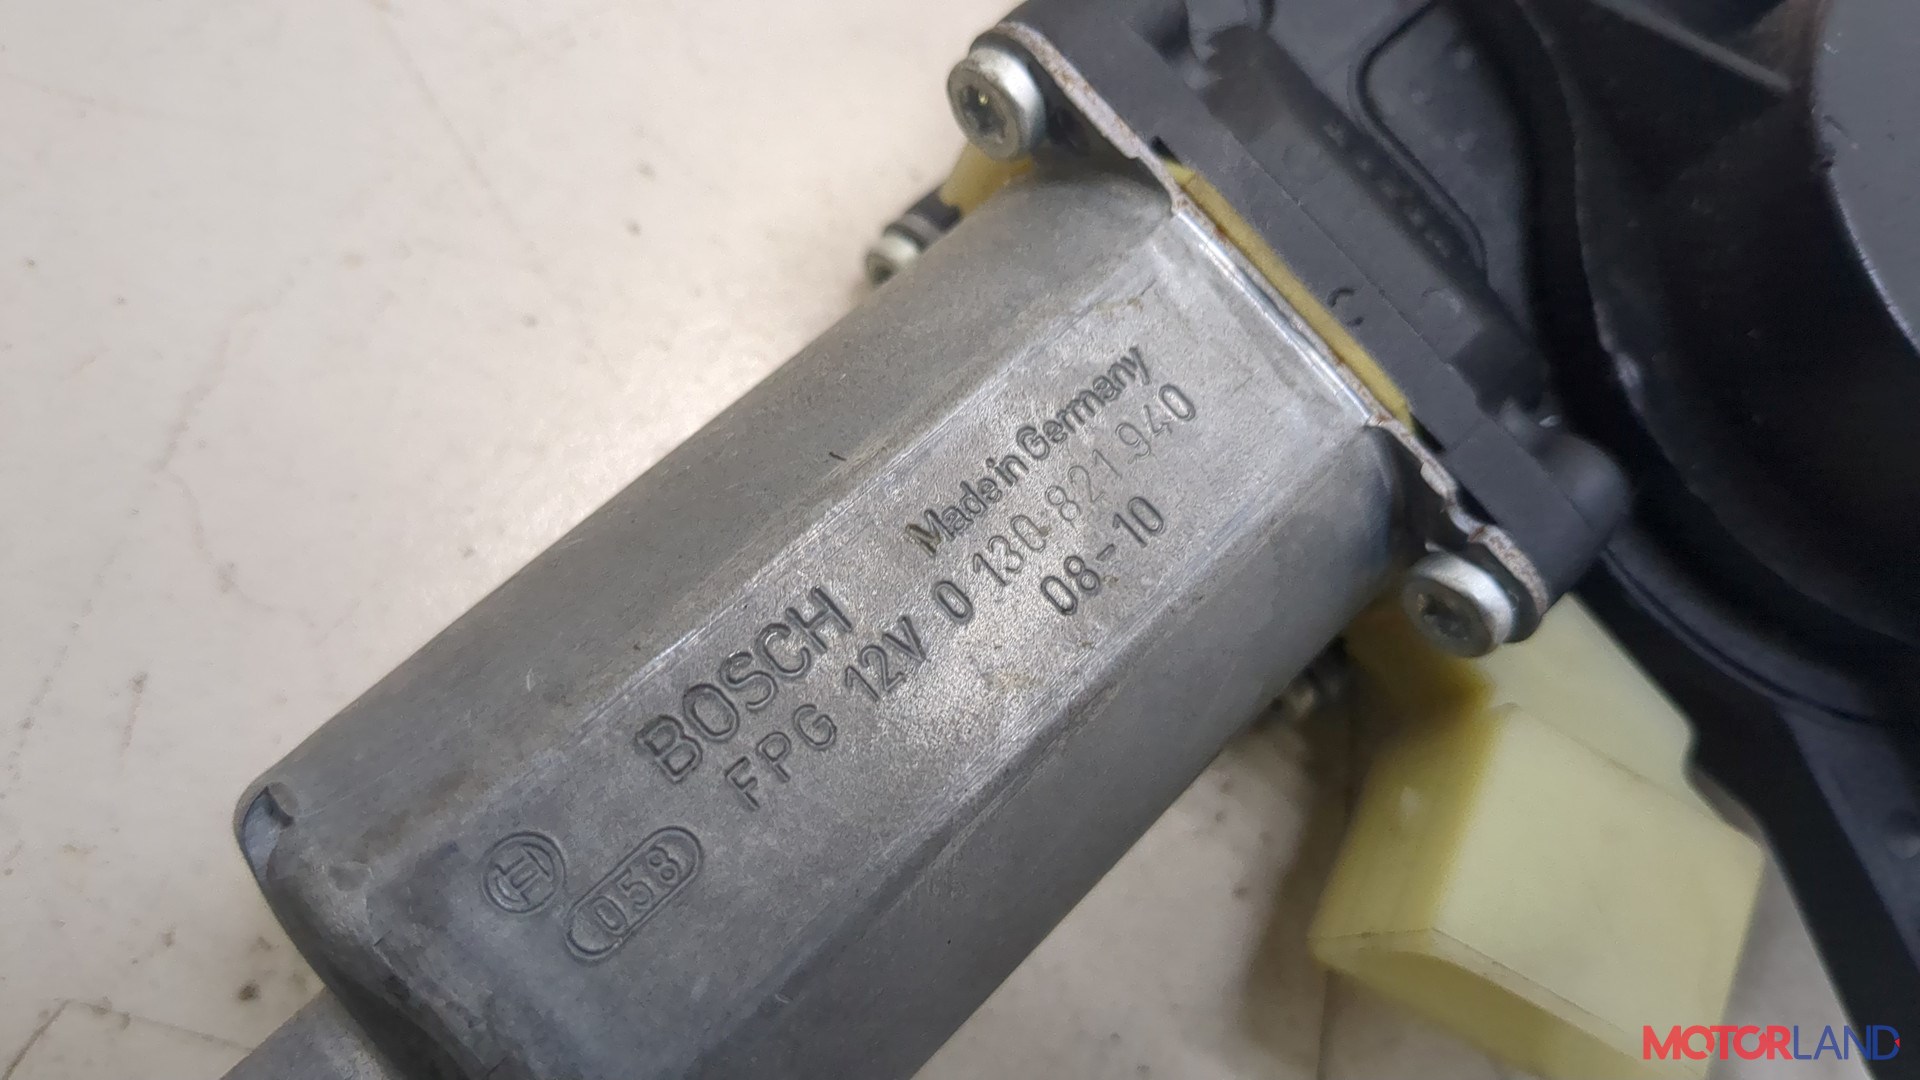 Made in Germany
BOSCH
FPG 12V 0 130 821 940
08-10
058
MOTORLAND